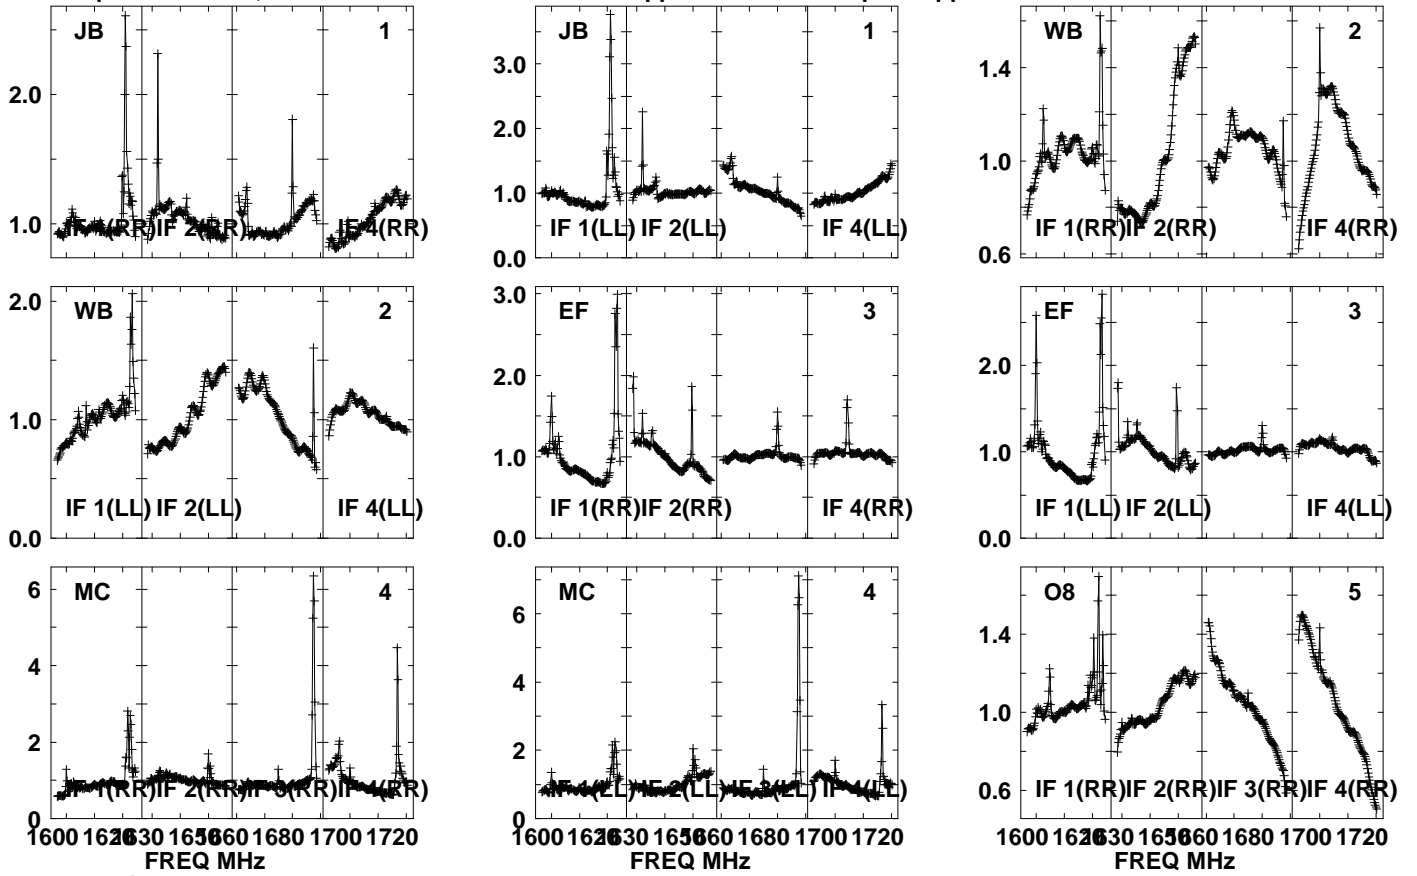 JB 1
JB 1
WB 2
2.0
1.0
3.0
2.0
1.0
0.0
1.4
1.0
0.6
IF 1(RR) IF 2(RR) IF 4(RR)
IF 1(LL) IF 2(LL) IF 4(LL)
IF 1(RR) IF 2(RR) IF 4(RR)
WB 2
EF 3
EF 3
2.0
1.0
0.0
3.0
2.0
1.0
0.0
2.0
1.0
0.0
IF 1(LL) IF 2(LL) IF 4(LL)
IF 1(RR) IF 2(RR) IF 4(RR)
IF 1(LL) IF 2(LL) IF 4(LL)
MC 4
MC 4
O8 5
6
4
2
0
6
4
2
0
1.4
1.0
0.6
IF 1(RR) IF 2(RR) IF 3(RR) IF 4(RR)
IF 1(LL) IF 2(LL) IF 3(LL) IF 4(LL)
IF 1(RR) IF 2(RR) IF 3(RR) IF 4(RR)
1600 1620 1630 1650 1660 1680 1700 1720
1600 1620 1630 1650 1660 1680 1700 1720
1600 1620 1630 1650 1660 1680 1700 1720
FREQ MHz
FREQ MHz
FREQ MHz